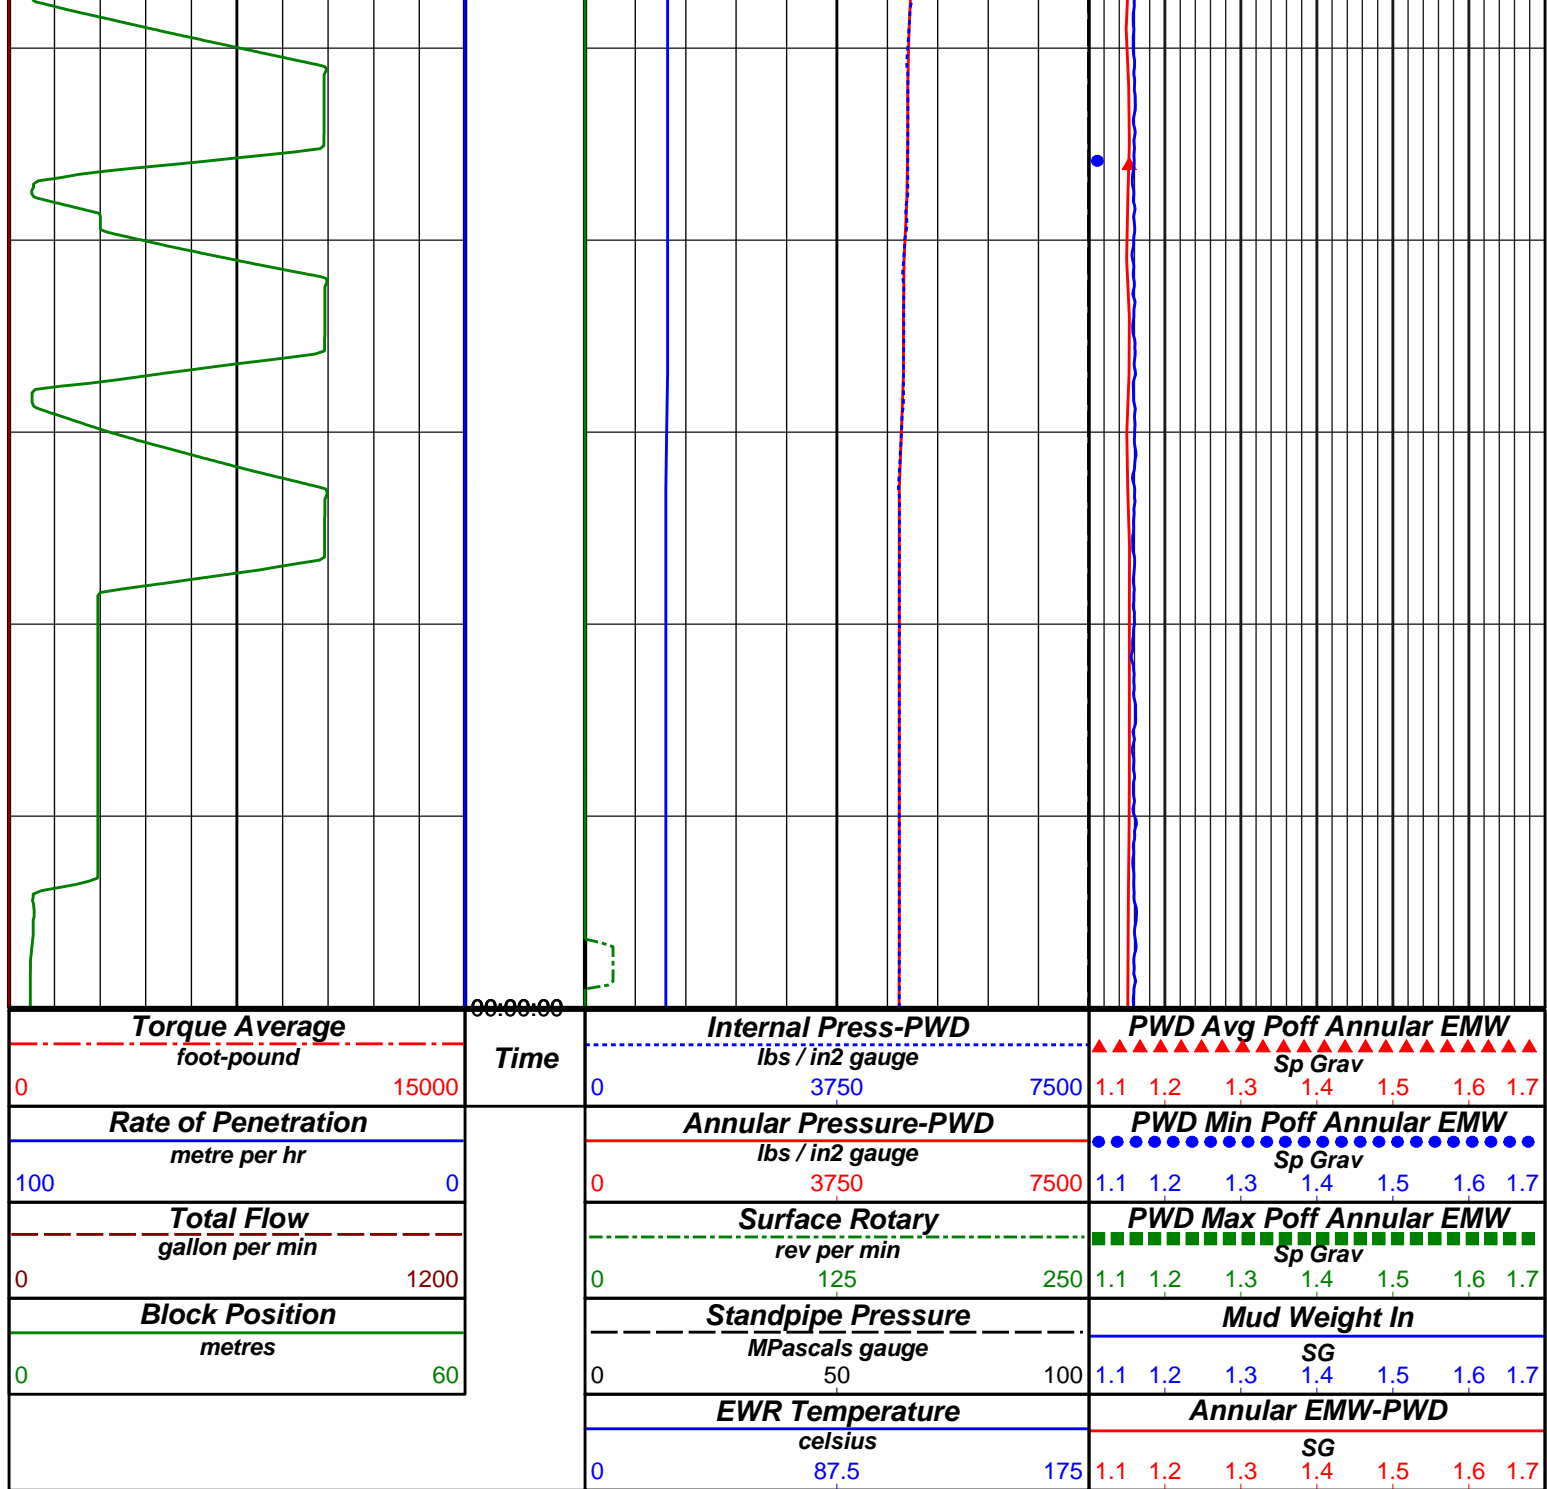 00:00:00
Torque Average
foot-pound
0 15000
Rate of Penetration
metre per hr
100 0
Total Flow
gallon per min
0 1200
Block Position
metres
0 60
Time
Internal Press-PWD
lbs / in2 gauge
0 3750 7500
Annular Pressure-PWD
lbs / in2 gauge
0 3750 7500
Surface Rotary
rev per min
0 125 250
Standpipe Pressure
MPascals gauge
0 50 100
EWR Temperature
celsius
0 87.5 175
PWD Avg Poff Annular EMW
Sp Grav
1.1 1.2 1.3 1.4 1.5 1.6 1.7
PWD Min Poff Annular EMW
Sp Grav
1.1 1.2 1.3 1.4 1.5 1.6 1.7
PWD Max Poff Annular EMW
Sp Grav
1.1 1.2 1.3 1.4 1.5 1.6 1.7
Mud Weight In
SG
1.1 1.2 1.3 1.4 1.5 1.6 1.7
Annular EMW-PWD
SG
1.1 1.2 1.3 1.4 1.5 1.6 1.7